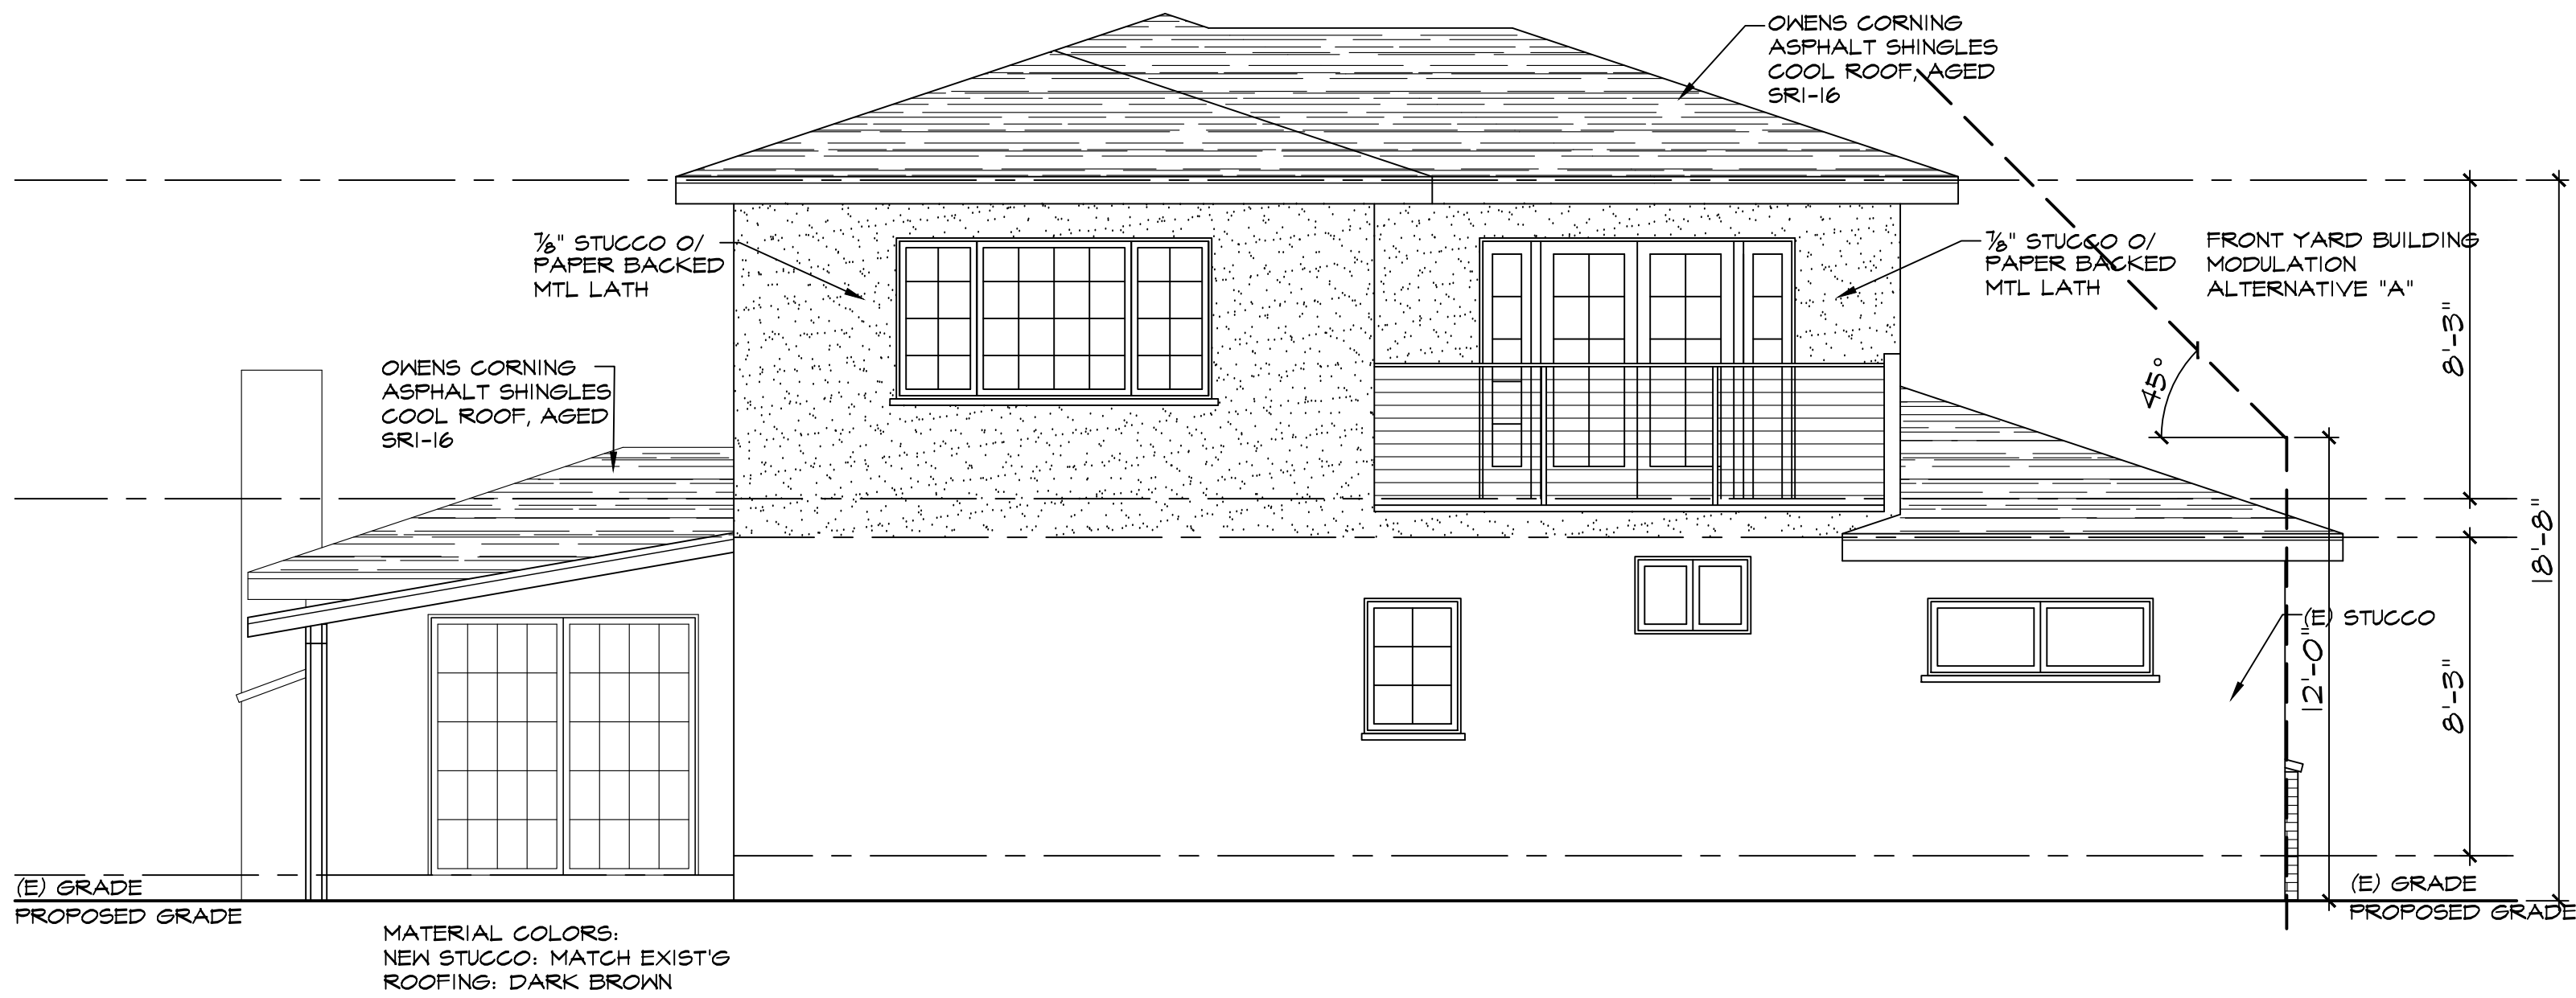 OWENS CORNING
ASPHALT SHINGLES
COOL ROOF, AGED
SRI-16
⅞" STUCCO O/
PAPER BACKED
MTL LATH
⅞" STUCCO O/
PAPER BACKED
MTL LATH
FRONT YARD BUILDING
MODULATION
ALTERNATIVE "A"
OWENS CORNING
ASPHALT SHINGLES
COOL ROOF, AGED
SRI-16
45°
8'-3"
18'-8"
(E) STUCCO
12'-0"
8'-3"
(E) GRADE
PROPOSED GRADE
(E) GRADE
PROPOSED GRADE
MATERIAL COLORS:
NEW STUCCO: MATCH EXIST'G
ROOFING: DARK BROWN